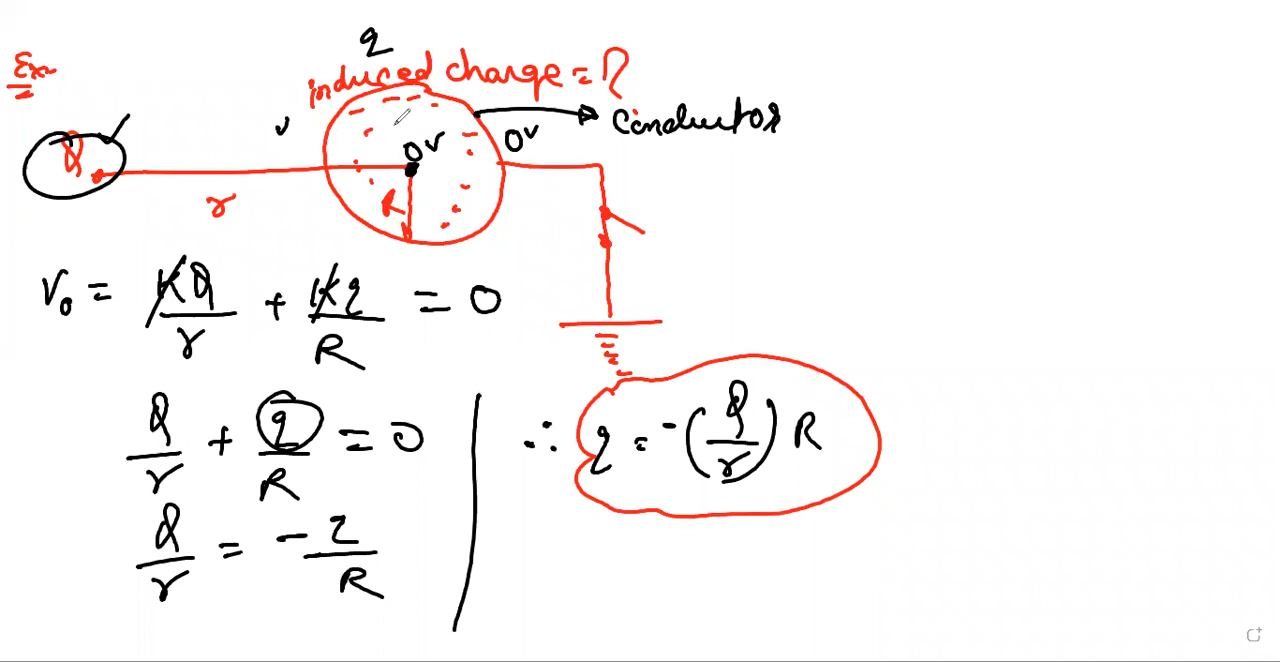 q
Ex
induced charge = ?
Q
0V
0V
conductor
r
R
V₀ = KQ/r + Kq/R = 0
Q/r + q/R = 0
Q/r = - q/R
∴ q = -(Q/r) R